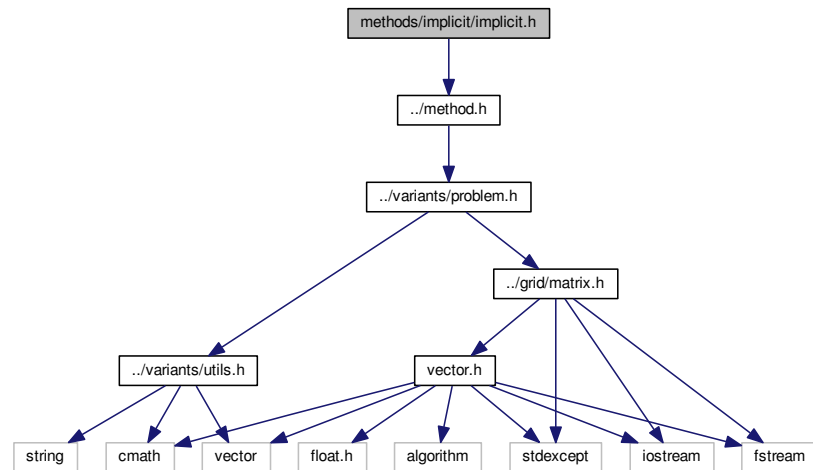 methods/implicit/implicit.h
../method.h
../variants/problem.h
../grid/matrix.h
../variants/utils.h
vector.h
string
cmath
vector
float.h
algorithm
stdexcept
iostream
fstream